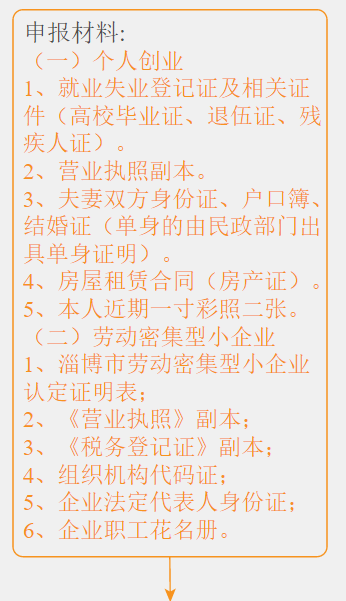 申报材料:
（一）个人创业
1、就业失业登记证及相关证
件（高校毕业证、退伍证、残
疾人证）。
2、营业执照副本。
3、夫妻双方身份证、户口簿、
结婚证（单身的由民政部门出
具单身证明）。
4、房屋租赁合同（房产证）。
5、本人近期一寸彩照二张。
（二）劳动密集型小企业
1、淄博市劳动密集型小企业
认定证明表；
2、《营业执照》副本；
3、《税务登记证》副本；
4、组织机构代码证；
5、企业法定代表人身份证；
6、企业职工花名册。